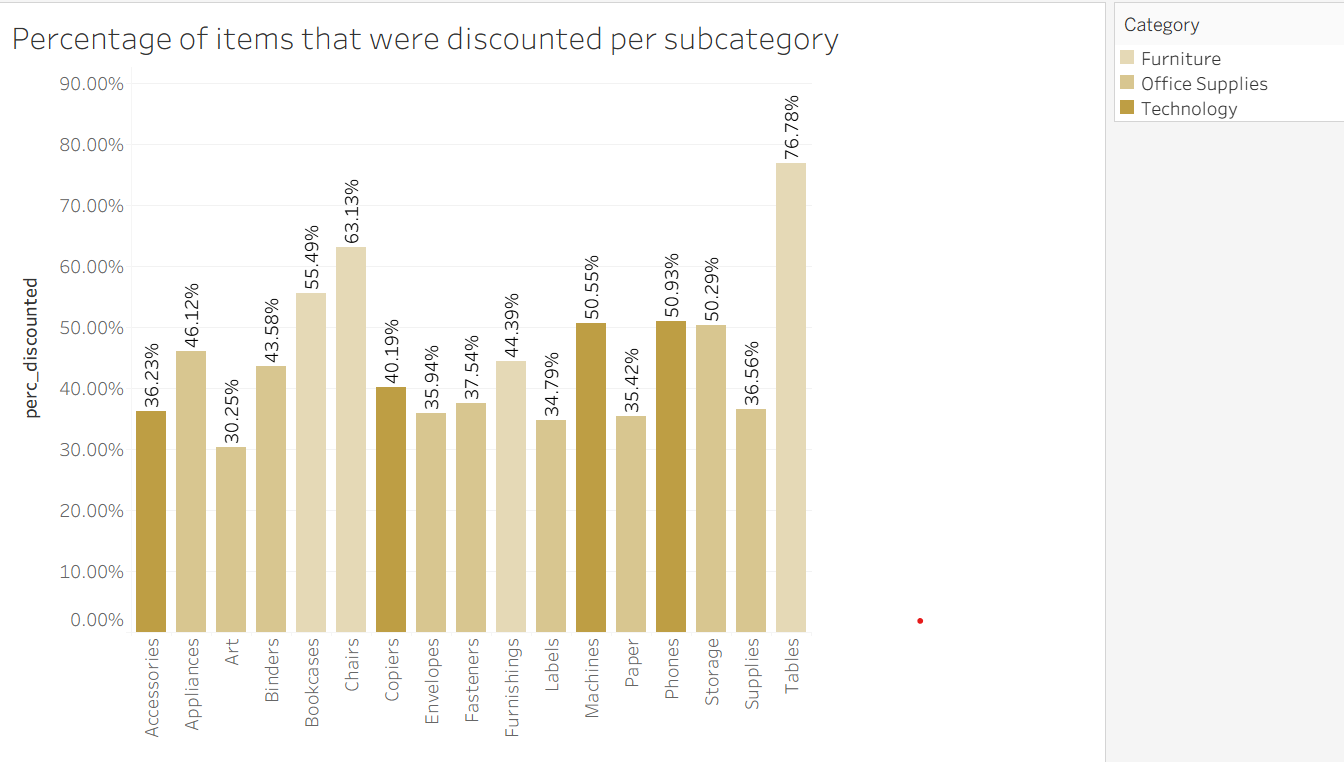 Percentage of items that were discounted per subcategory
Category
Furniture
Office Supplies
Technology
perc_discounted
90.00%
80.00%
70.00%
60.00%
50.00%
40.00%
30.00%
20.00%
10.00%
0.00%
36.23%
46.12%
30.25%
43.58%
55.49%
63.13%
40.19%
35.94%
37.54%
44.39%
34.79%
50.55%
35.42%
50.93%
50.29%
36.56%
76.78%
Accessories
Appliances
Art
Binders
Bookcases
Chairs
Copiers
Envelopes
Fasteners
Furnishings
Labels
Machines
Paper
Phones
Storage
Supplies
Tables